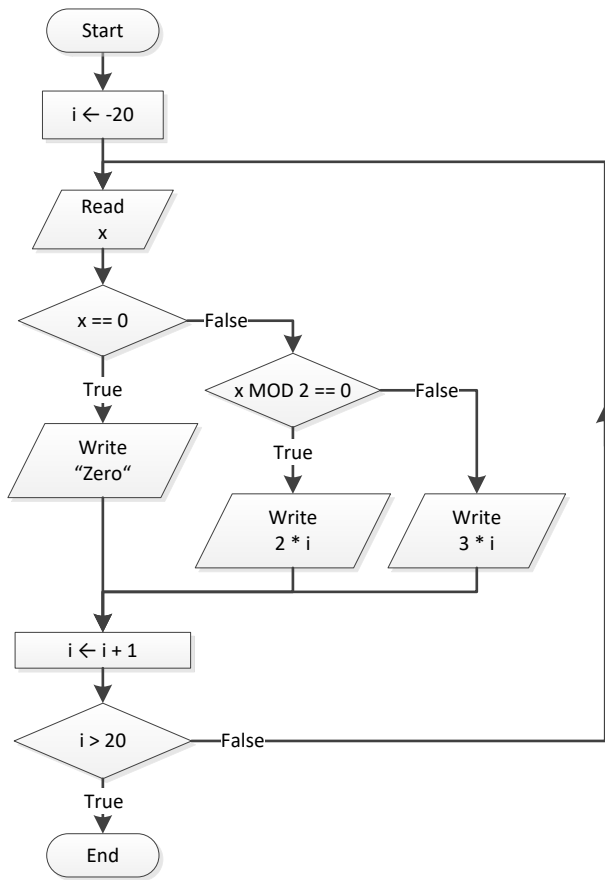 Start
i ← -20
Read
x
x == 0
False
True
x MOD 2 == 0
False
True
Write
“Zero“
Write
2 * i
Write
3 * i
i ← i + 1
i > 20
False
True
End